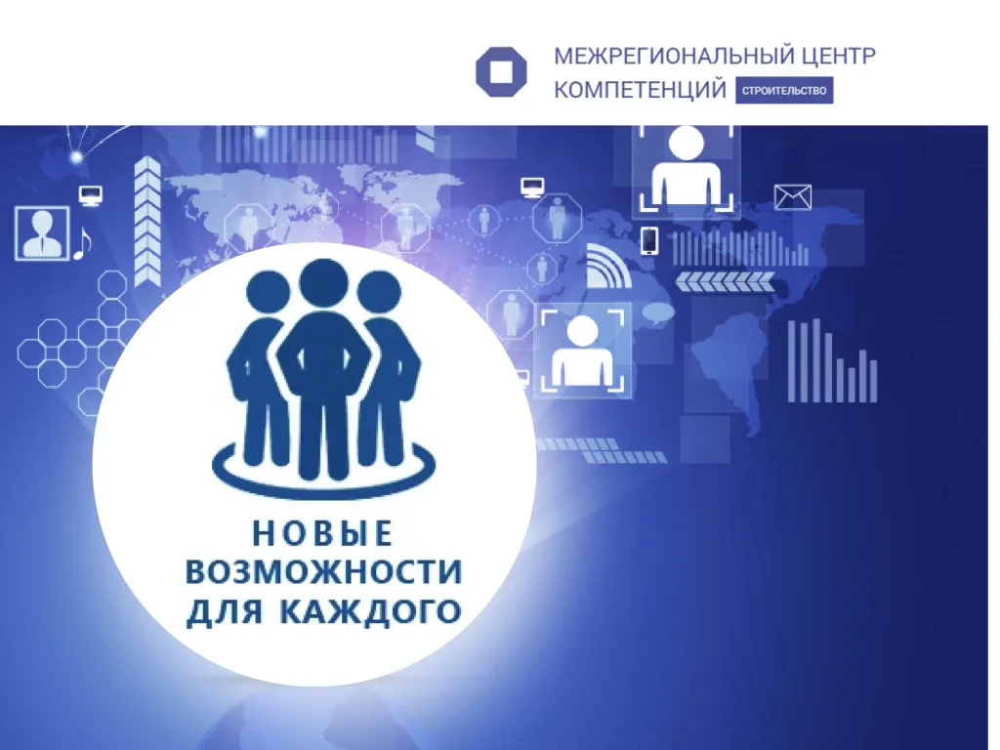 МЕЖРЕГИОНАЛЬНЫЙ ЦЕНТР
КОМПЕТЕНЦИЙ СТРОИТЕЛЬСТВО
НОВЫЕ
ВОЗМОЖНОСТИ
ДЛЯ КАЖДОГО